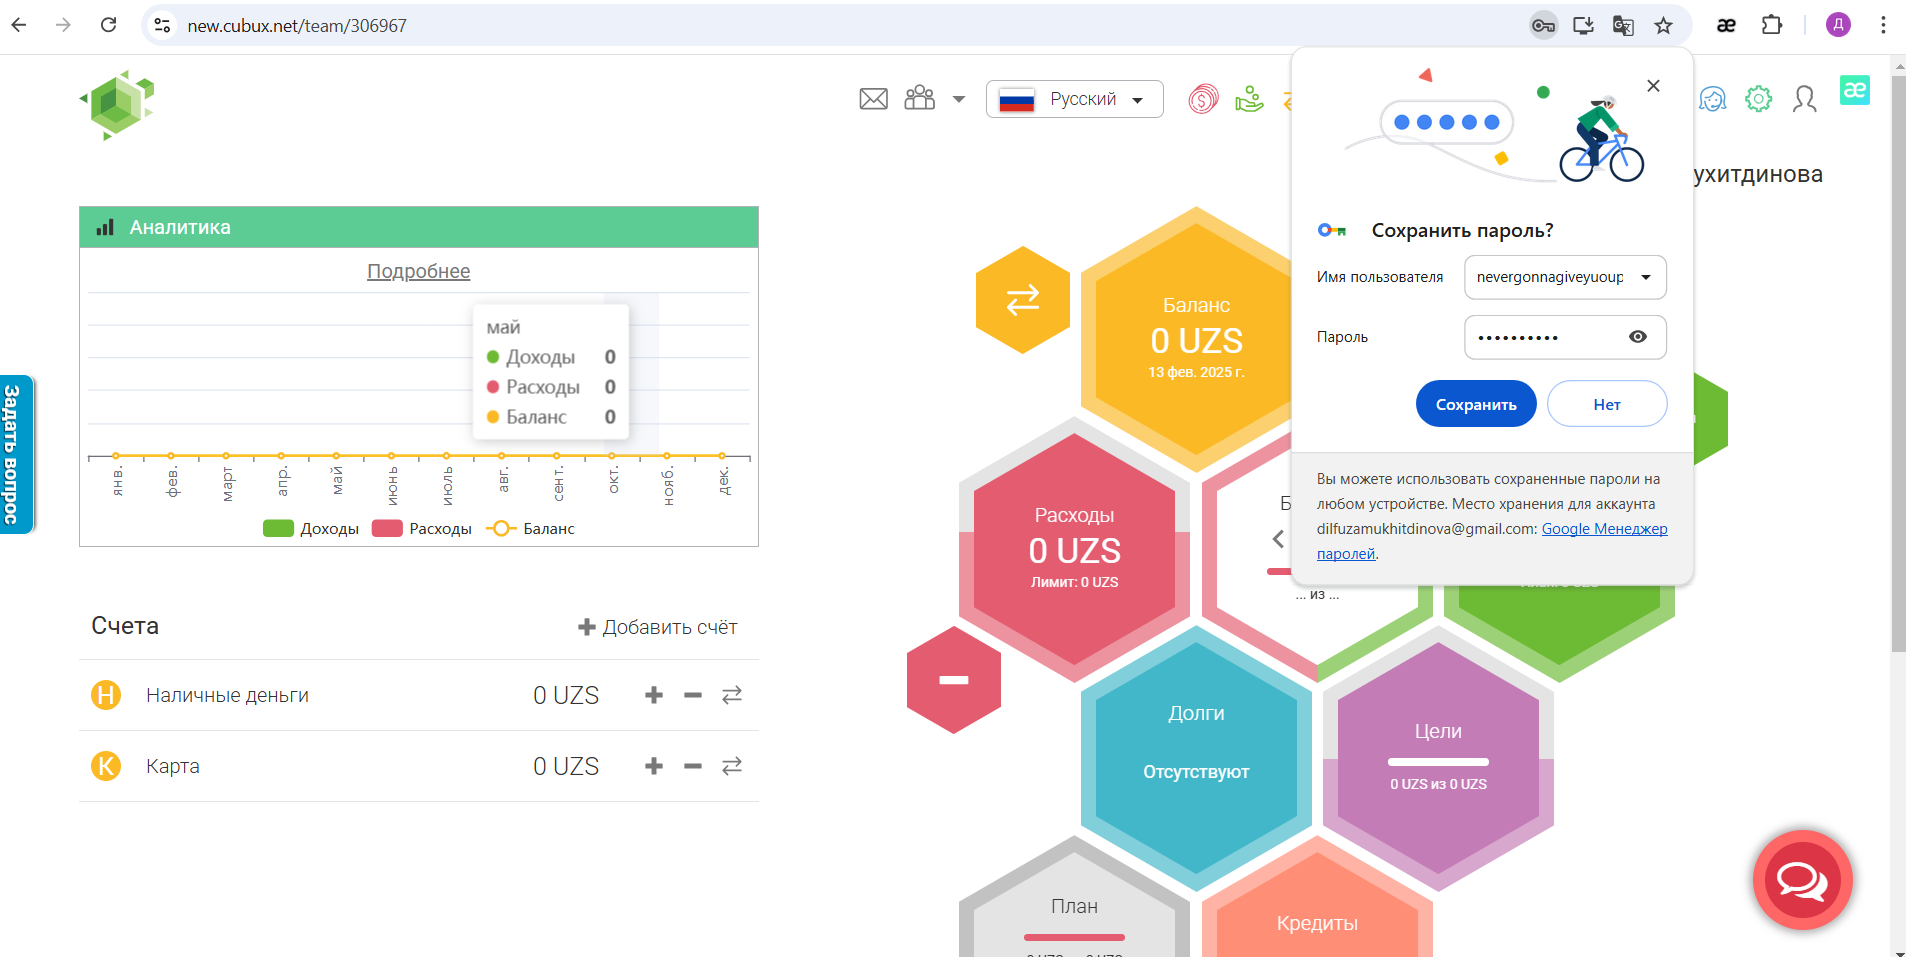 new.cubux.net/team/306967
Д
Русский
æ
ухитдинова
Аналитика
Подробнее
май
Доходы 0
Расходы 0
Баланс 0
янв. фев. март апр. май июнь июль авг. сент. окт. нояб. дек.
Доходы Расходы Баланс
Задать вопрос
Счета
Добавить счёт
Н Наличные деньги 0 UZS
К Карта 0 UZS
Баланс
0 UZS
13 фев. 2025 г.
Расходы
0 UZS
Лимит: 0 UZS
... из ...
Долги
Отсутствуют
Цели
0 UZS из 0 UZS
План
Кредиты
Сохранить пароль?
Имя пользователя nevergonnagiveyuoup
Пароль ••••••••••
Сохранить Нет
Вы можете использовать сохраненные пароли на
любом устройстве. Место хранения для аккаунта
dilfuzamukhitdinova@gmail.com: Google Менеджер
паролей.